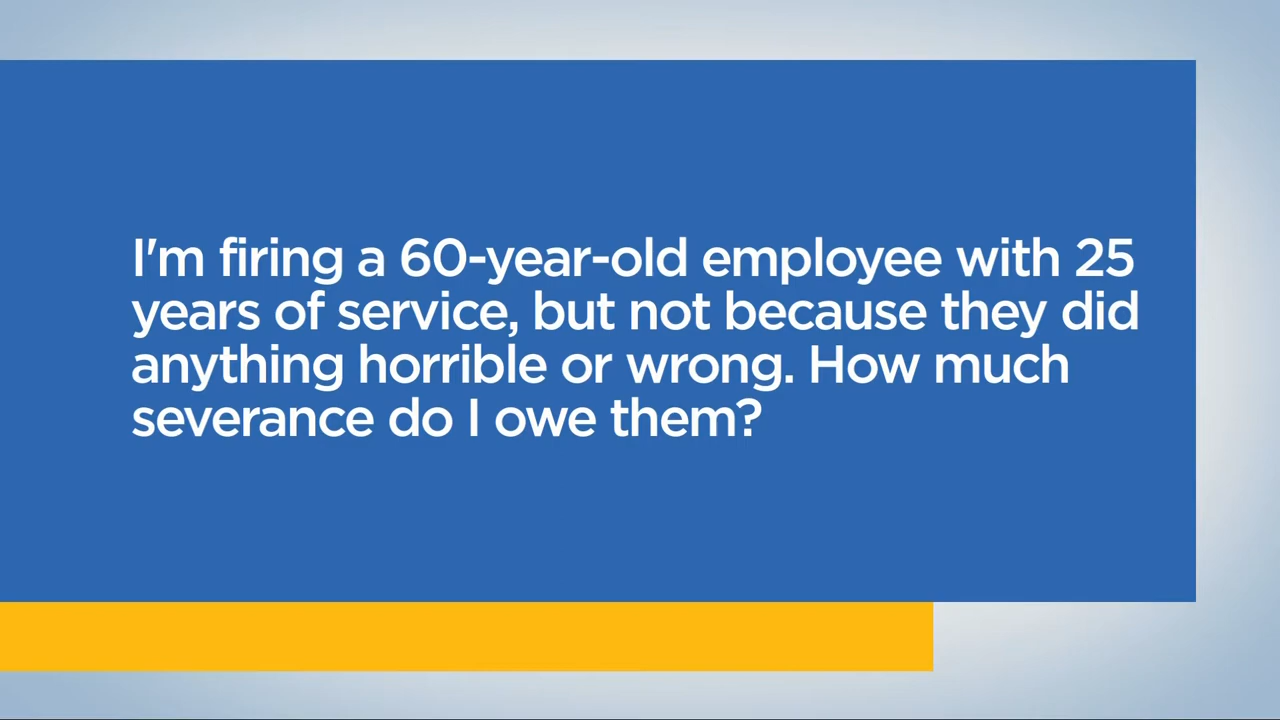 I'm firing a 60-year-old employee with 25
years of service, but not because they did
anything horrible or wrong. How much
severance do I owe them?